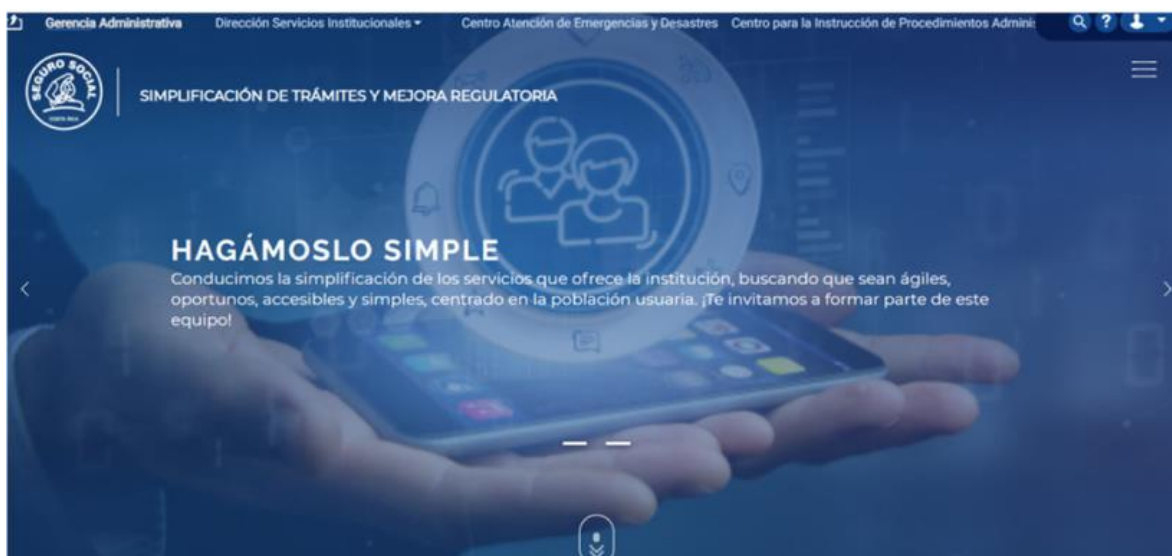 Gerencia Administrativa Dirección Servicios Institucionales Centro Atención de Emergencias y Desastres Centro para la Instrucción de Procedimientos Adminis
SEGURO SOCIAL
COSTA RICA
SIMPLIFICACIÓN DE TRÁMITES Y MEJORA REGULATORIA
HAGÁMOSLO SIMPLE
Conducimos la simplificación de los servicios que ofrece la institución, buscando que sean ágiles,
oportunos, accesibles y simples, centrado en la población usuaria. ¡Te invitamos a formar parte de este
equipo!